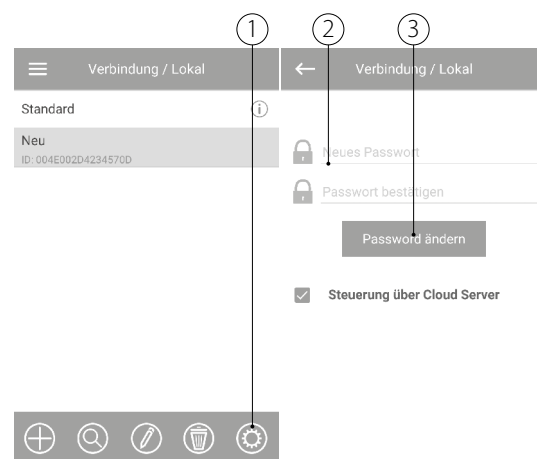 1
2
3
Verbindung / Lokal
Standard
i
Neu
ID: 004E002D4234570D
Verbindung / Lokal
Neues Passwort
Passwort bestätigen
Password ändern
Steuerung über Cloud Server